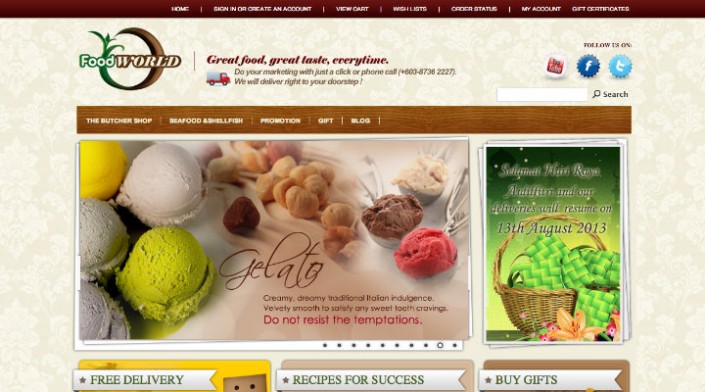 HOME | SIGN IN OR CREATE AN ACCOUNT | VIEW CART | WISH LISTS | ORDER STATUS | MY ACCOUNT GIFT CERTIFICATES
FOLLOW US ON:
FoodWORLD
Great food, great taste, everytime.
Do your marketing with just a click or phone call (+603-8736 2227).
We will deliver right to your doorstep !
You Tube
f
t
Search
THE BUTCHER SHOP | SEAFOOD &SHELLFISH | PROMOTION | GIFT | BLOG |
Gelato
Creamy, dreamy traditional Italian indulgence.
Velvety smooth to satisfy any sweet tooth cravings.
Do not resist the temptations.
Selamat Hari Raya
Aidilfitri and our
deliveries will resume on
13th August 2013
FREE DELIVERY
RECIPES FOR SUCCESS
BUY GIFTS